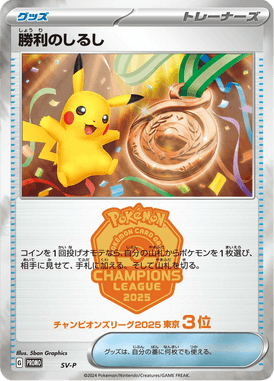 グッズ
トレーナーズ
しょうり
勝利のしるし
Pokémon
POKÉMON CARD GAME
CHAMPIONS
LEAGUE
2025
コインを1回投げオモテなら、自分の山札からポケモンを1枚選び、
相手に見せて、手札に加える。そして山札を切る。
チャンピオンズリーグ2025 東京 3位
Illus. 5ban Graphics
G PROMO SV-P
グッズは、自分の番に何枚でも使える。
©2024 Pokémon/Nintendo/Creatures/GAME FREAK.